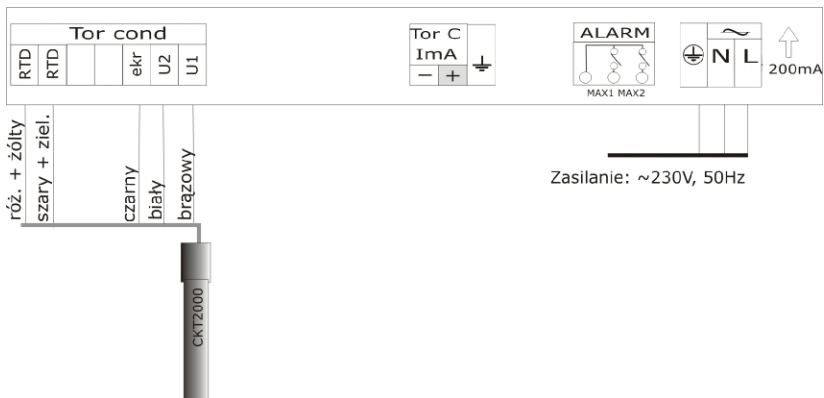 Tor cond
RTD
RTD
ekr
U2
U1
Tor C
ImA
− +
ALARM
MAX1 MAX2
~
N L
200mA
róż. + żółty
szary + ziel.
czarny
biały
brązowy
Zasilanie: ~230V, 50Hz
CKT2000